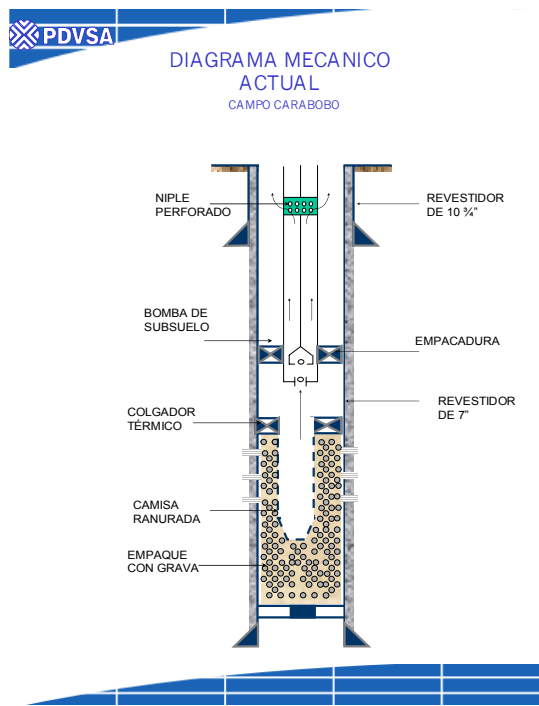 PDVSA
DIAGRAMA MECANICO
ACTUAL
CAMPO CARABOBO
NIPLE
PERFORADO
REVESTIDOR
DE 10 ¾"
BOMBA DE
SUBSUELO
EMPACADURA
REVESTIDOR
DE 7"
COLGADOR
TÉRMICO
CAMISA
RANURADA
EMPAQUE
CON GRAVA